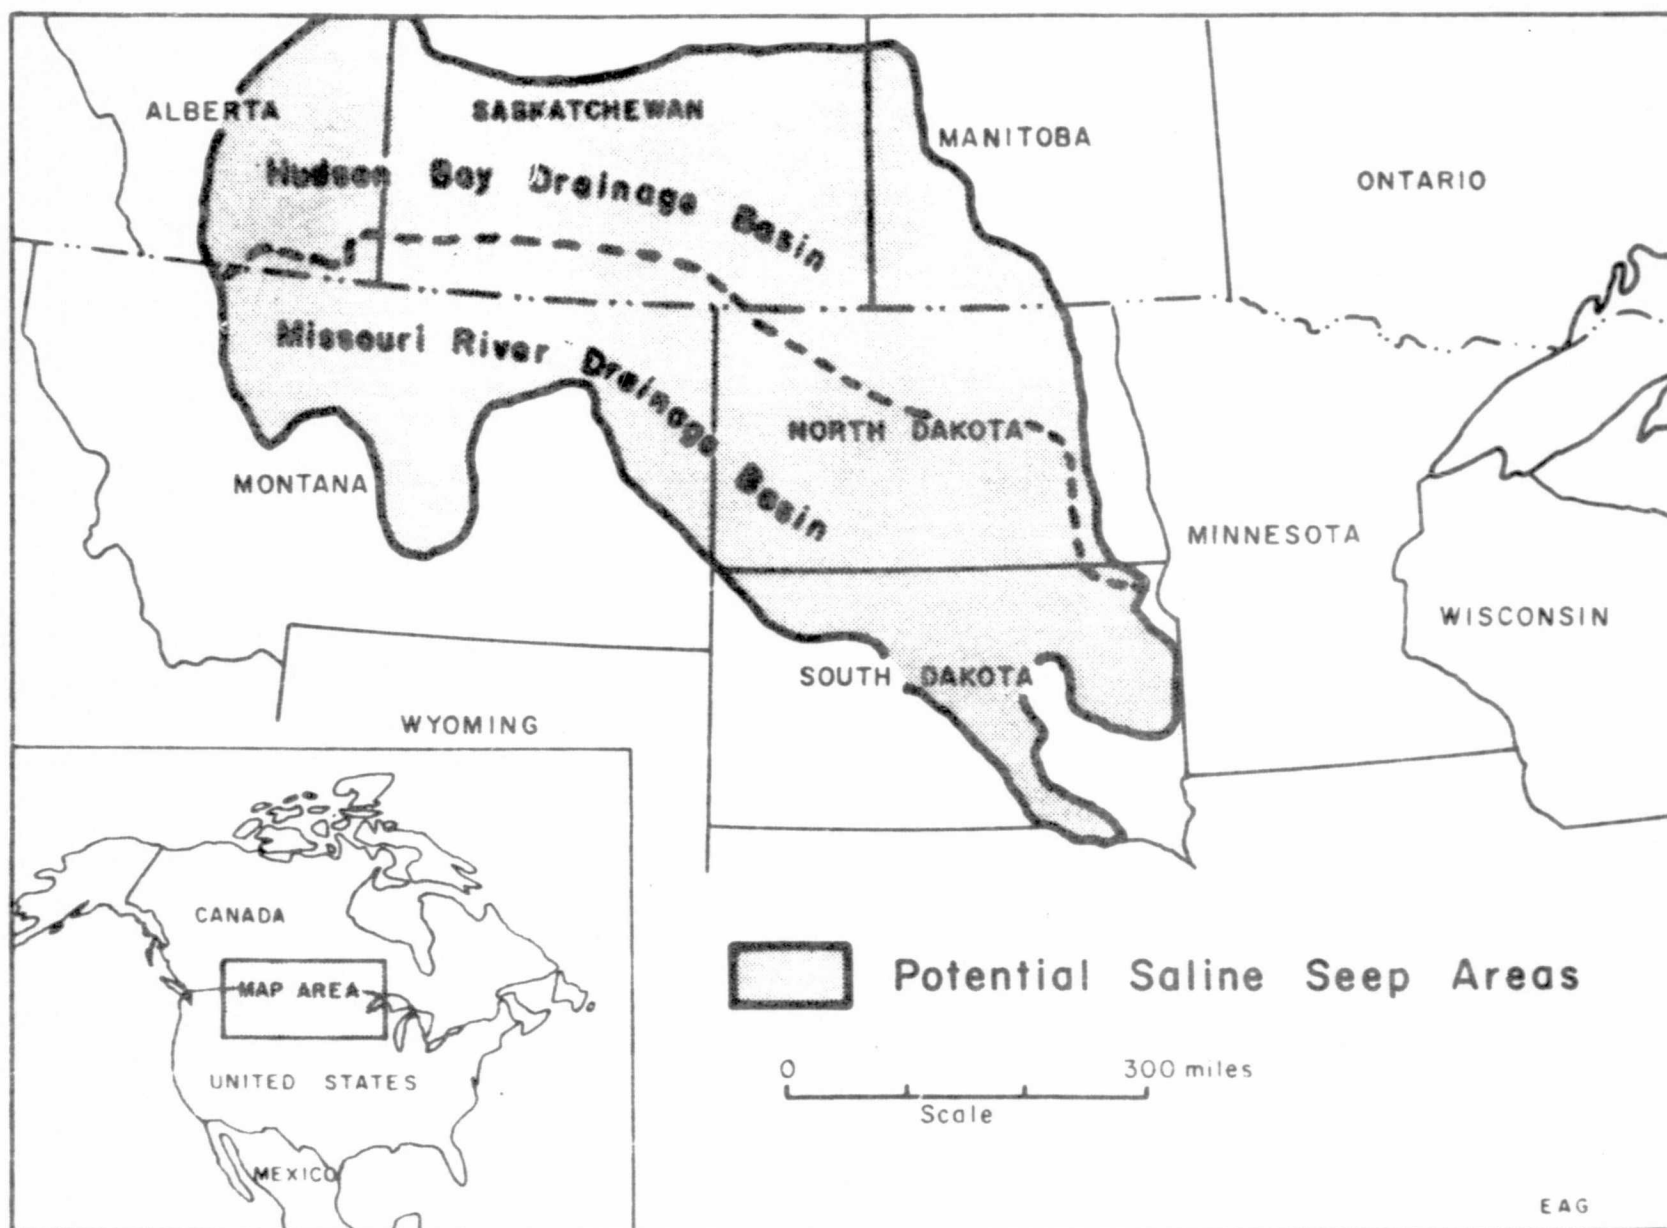 ALBERTA
SASKATCHEWAN
MANITOBA
ONTARIO
Hudson Bay Drainage Basin
Missouri River Drainage Basin
NORTH DAKOTA
MONTANA
MINNESOTA
WISCONSIN
SOUTH DAKOTA
WYOMING
CANADA
MAP AREA
UNITED STATES
MEXICO
Potential Saline Seep Areas
0 300 miles
Scale
EAG